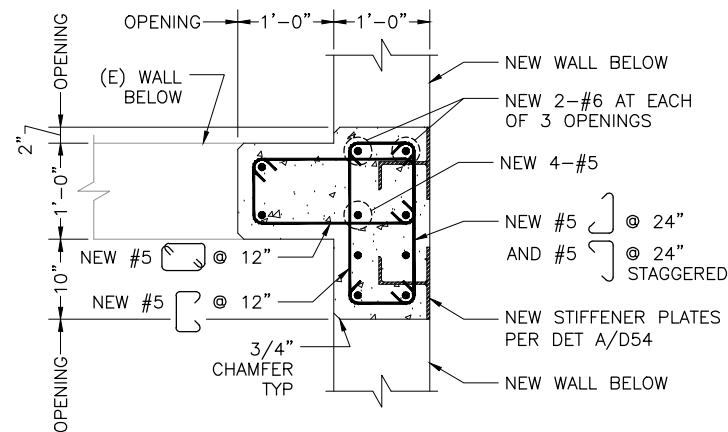 OPENING
1'-0"
1'-0"
OPENING
(E) WALL
BELOW
2"
1'-0"
10"
OPENING
NEW #5 @ 12"
NEW #5 @ 12"
3/4"
CHAMFER
TYP
NEW WALL BELOW
NEW 2-#6 AT EACH
OF 3 OPENINGS
NEW 4-#5
NEW #5 @ 24"
AND #5 @ 24"
STAGGERED
NEW STIFFENER PLATES
PER DET A/D54
NEW WALL BELOW